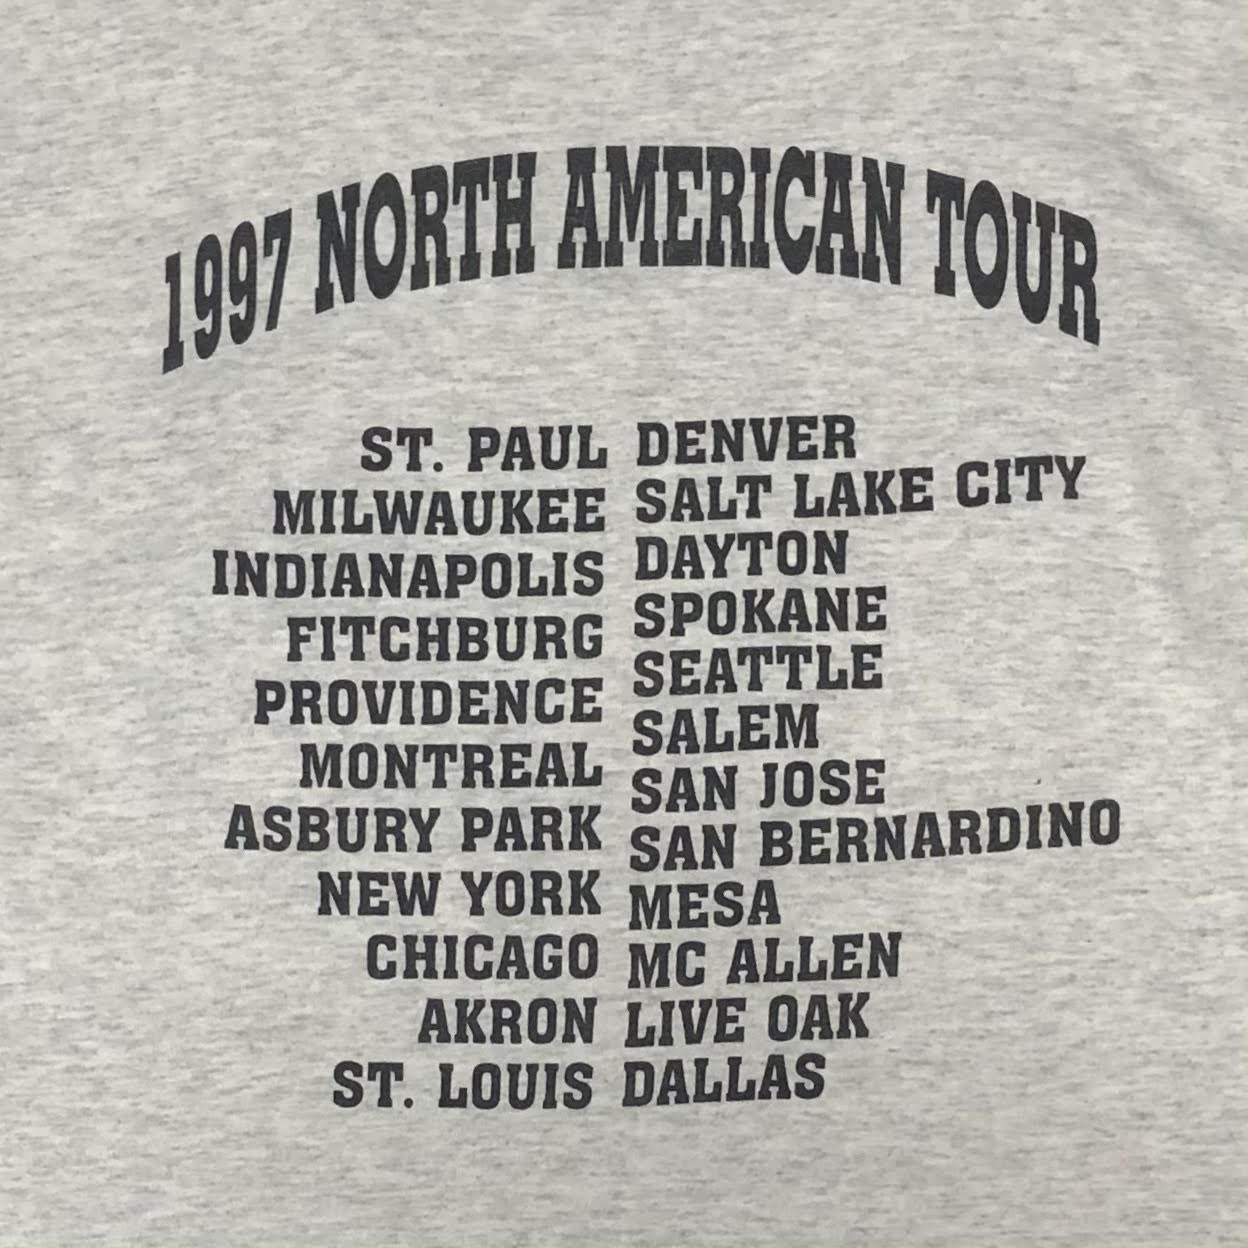 1997 NORTH AMERICAN TOUR
ST. PAUL
MILWAUKEE
INDIANAPOLIS
FITCHBURG
PROVIDENCE
MONTREAL
ASBURY PARK
NEW YORK
CHICAGO
AKRON
ST. LOUIS
DENVER
SALT LAKE CITY
DAYTON
SPOKANE
SEATTLE
SALEM
SAN JOSE
SAN BERNARDINO
MESA
MC ALLEN
LIVE OAK
DALLAS